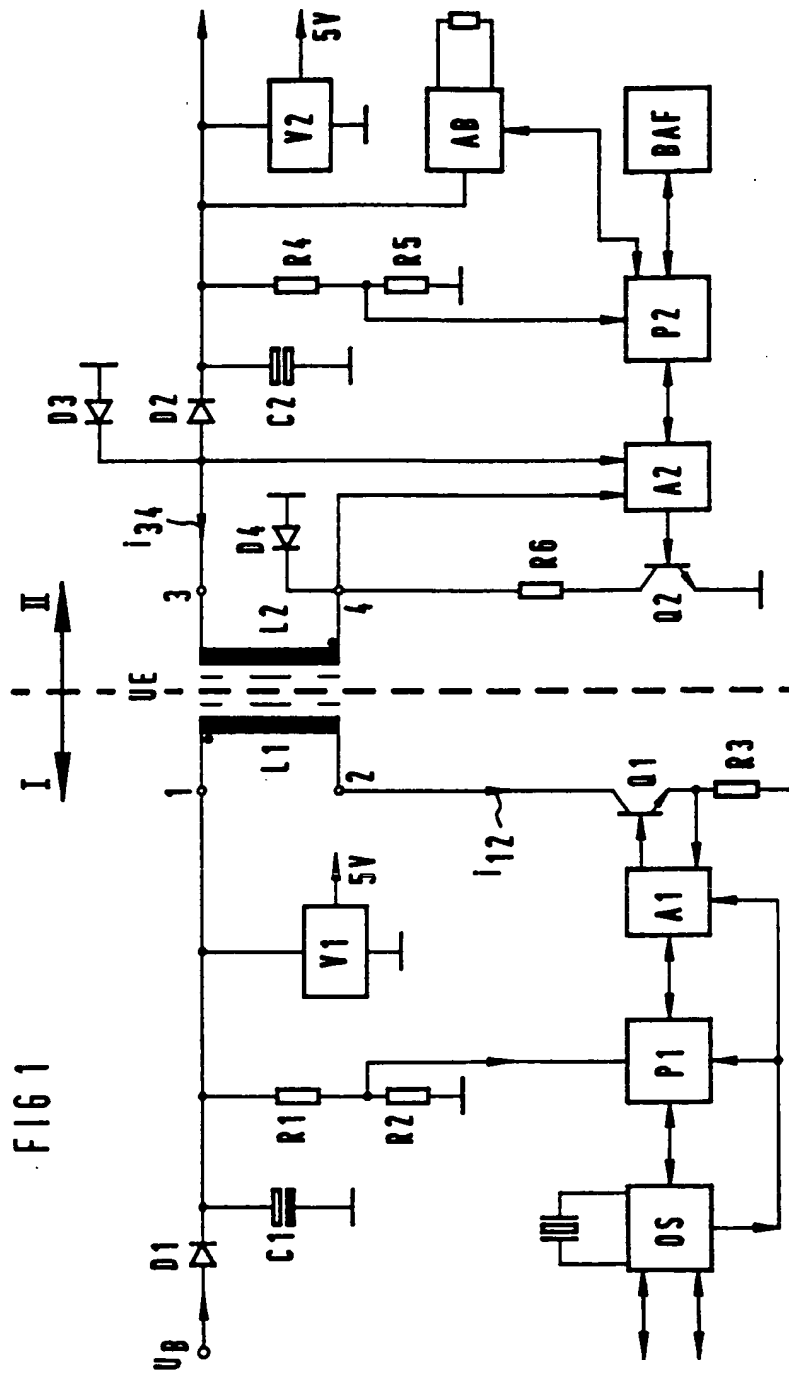 FIG 1
I II
UE
UB
D1
C1
R1
R2
V1
5V
1
2
L1
i12
3
4
L2
i34
D3
D2
D4
C2
R4
R5
V2
5V
AB
R6
Q2
A2
P2
BAF
OS
P1
A1
Q1
R3